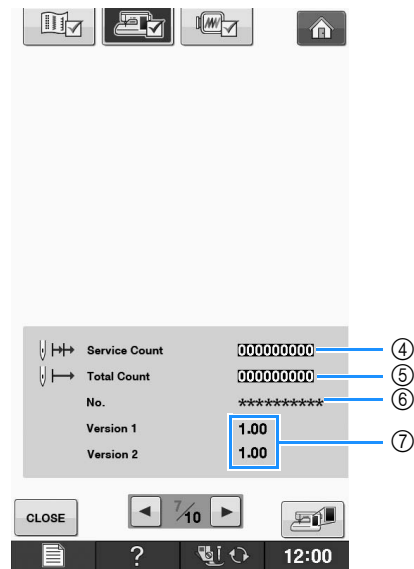 Service Count 000000000 ④
Total Count 000000000 ⑤
No. ********** ⑥
Version 1 1.00 ⑦
Version 2 1.00
CLOSE 7/10
? 12:00